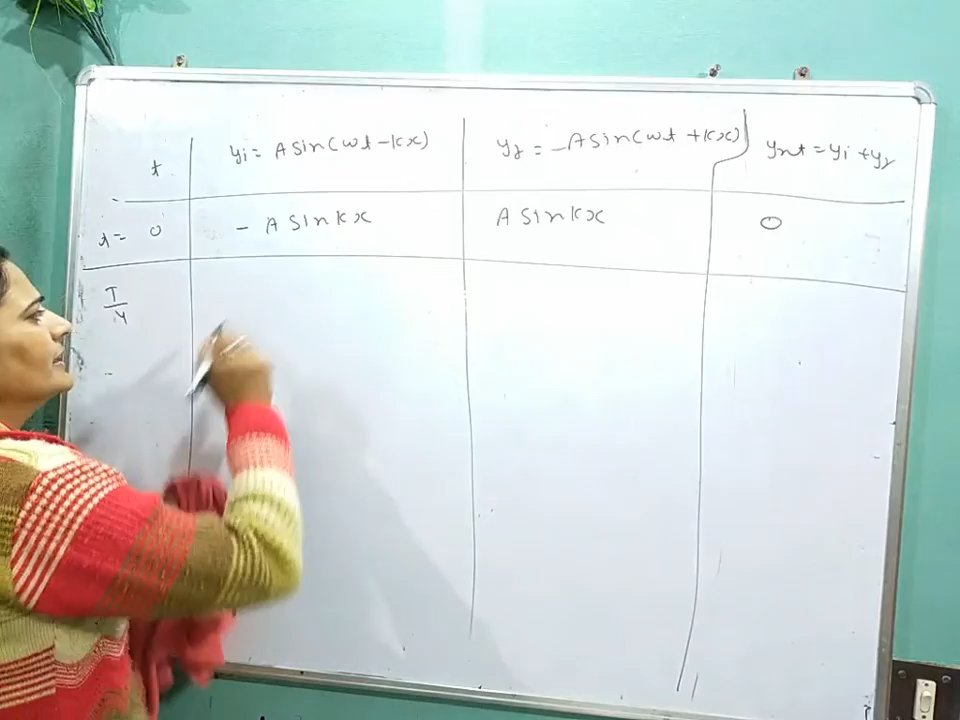 t yi = A sin(ωt - kx) yr = -A sin(ωt + kx) ynt = yi + yr
t = 0 - A sin kx A sin kx 0
T/4